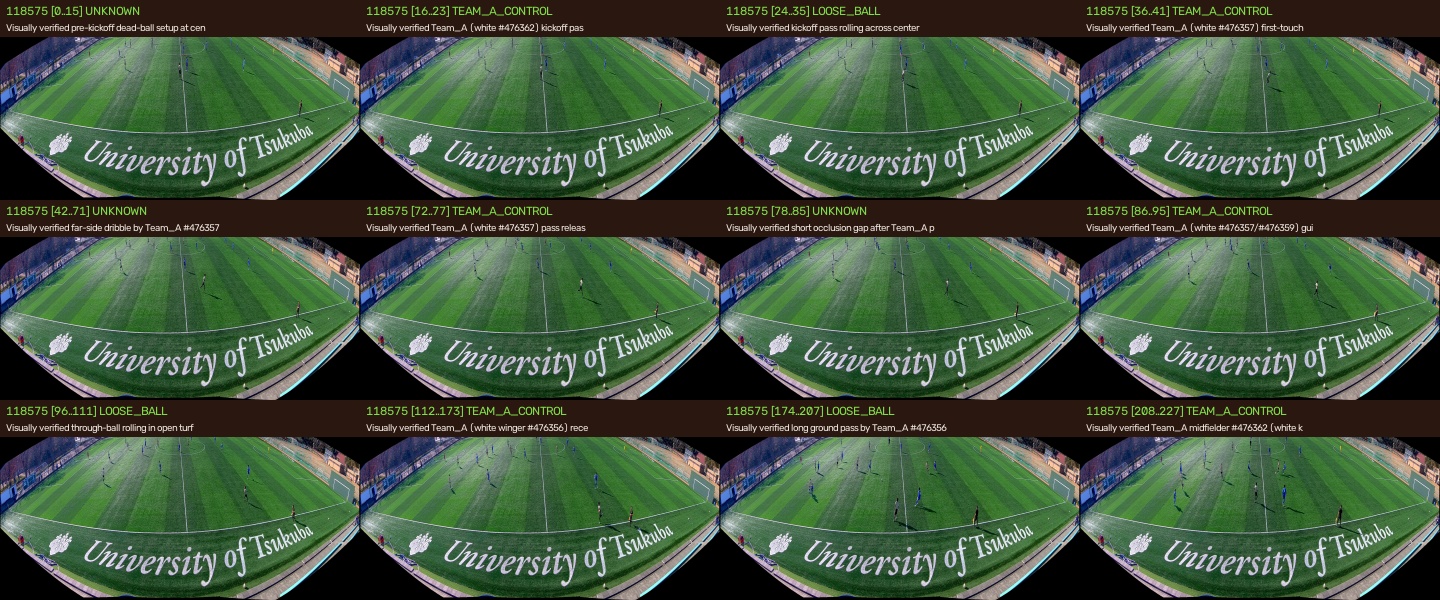 118575 [0..15] UNKNOWN
Visually verified pre-kickoff dead-ball setup at cen
University of Tsukuba
118575 [16..23] TEAM_A_CONTROL
Visually verified Team_A (white #476362) kickoff pas
University of Tsukuba
118575 [24..35] LOOSE_BALL
Visually verified kickoff pass rolling across center
University of Tsukuba
118575 [36..41] TEAM_A_CONTROL
Visually verified Team_A (white #476357) first-touch
University of Tsukuba
118575 [42..71] UNKNOWN
Visually verified far-side dribble by Team_A #476357
University of Tsukuba
118575 [72..77] TEAM_A_CONTROL
Visually verified Team_A (white #476357) pass releas
University of Tsukuba
118575 [78..85] UNKNOWN
Visually verified short occlusion gap after Team_A p
University of Tsukuba
118575 [86..95] TEAM_A_CONTROL
Visually verified Team_A (white #476357/#476359) gui
University of Tsukuba
118575 [96..111] LOOSE_BALL
Visually verified through-ball rolling in open turf
University of Tsukuba
118575 [112..173] TEAM_A_CONTROL
Visually verified Team_A (white winger #476356) rece
University of Tsukuba
118575 [174..207] LOOSE_BALL
Visually verified long ground pass by Team_A #476356
University of Tsukuba
118575 [208..227] TEAM_A_CONTROL
Visually verified Team_A midfielder #476362 (white k
University of Tsukuba